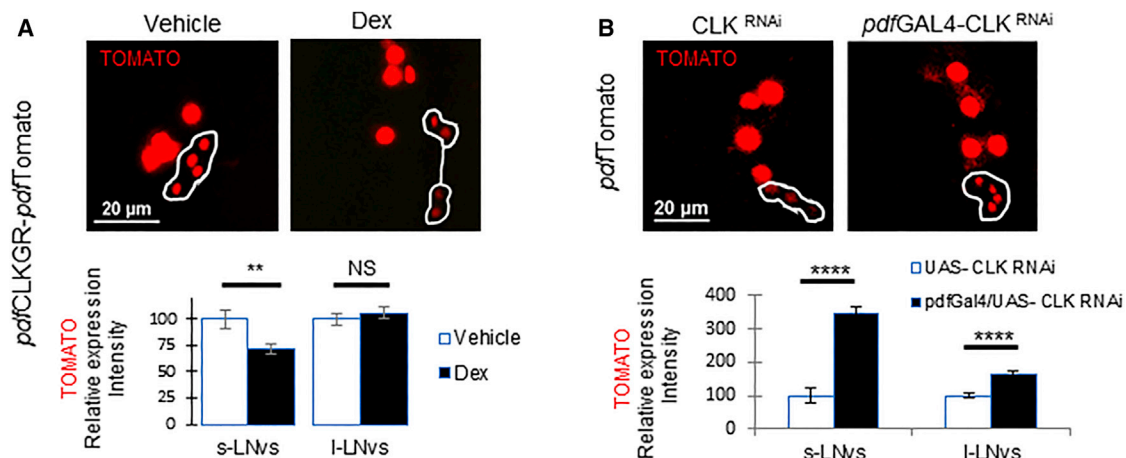 A
Vehicle
Dex
TOMATO
20 µm
pdfCLKGR-pdfTomato
**
NS
TOMATO
Relative expression
Intensity
100
75
50
25
0
s-LNvs
l-LNvs
Vehicle
Dex
B
CLK RNAi
pdfGAL4-CLK RNAi
TOMATO
20 µm
pdfTomato
UAS- CLK RNAi
pdfGal4/UAS- CLK RNAi
****
****
TOMATO
Relative expression
Intensity
400
300
200
100
0
s-LNvs
l-LNvs